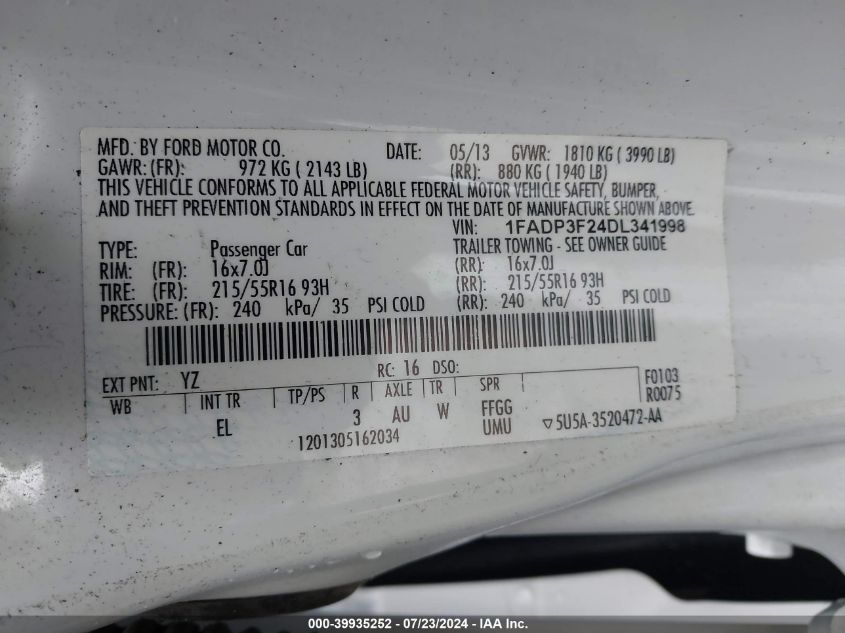 MFD. BY FORD MOTOR CO. DATE: 05/13 GVWR: 1810 KG ( 3990 LB)
GAWR: (FR): 972 KG ( 2143 LB) (RR): 880 KG ( 1940 LB)
THIS VEHICLE CONFORMS TO ALL APPLICABLE FEDERAL MOTOR VEHICLE SAFETY, BUMPER,
AND THEFT PREVENTION STANDARDS IN EFFECT ON THE DATE OF MANUFACTURE SHOWN ABOVE.
VIN: 1FADP3F24DL341998
TYPE: Passenger Car TRAILER TOWING - SEE OWNER GUIDE
RIM: (FR): 16x7.0J (RR): 16x7.0J
TIRE: (FR): 215/55R16 93H (RR): 215/55R16 93H
PRESSURE: (FR): 240 kPa/ 35 PSI COLD (RR): 240 kPa/ 35 PSI COLD
RC: 16 DSO:
EXT PNT: YZ F0103
WB INT TR TP/PS R AXLE TR SPR R0075
EL 3 AU W FFGG
1201305162034 UMU ▽5U5A-3520472-AA
000-39935252 - 07/23/2024 - IAA Inc.